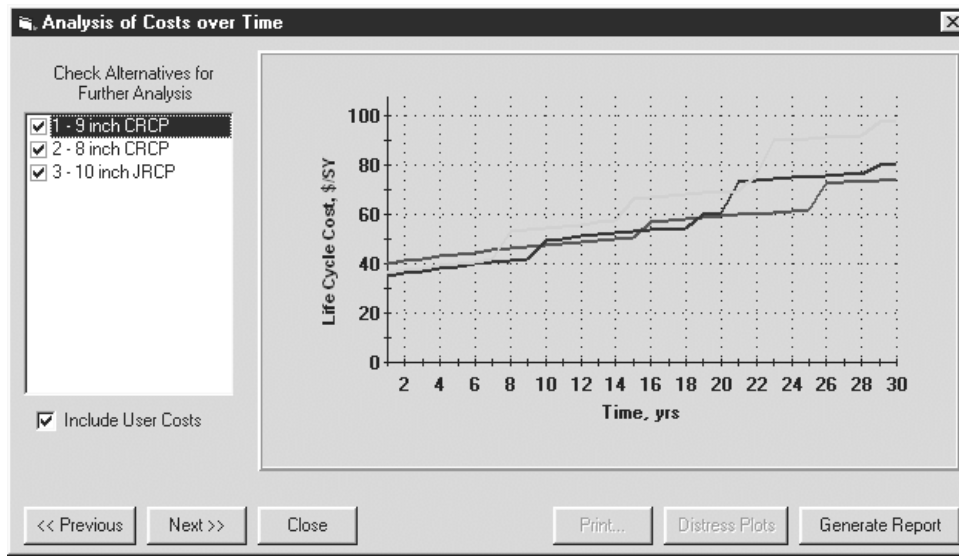 Analysis of Costs over Time
Check Alternatives for
Further Analysis
1 - 9 inch CRCP
2 - 8 inch CRCP
3 - 10 inch JRCP
Include User Costs
Life Cycle Cost, $/SY
100
80
60
40
20
0
2 4 6 8 10 12 14 16 18 20 22 24 26 28 30
Time, yrs
<< Previous
Next >>
Close
Print...
Distress Plots
Generate Report